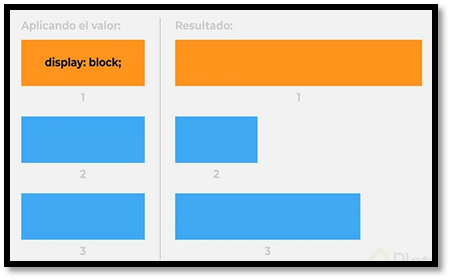 Aplicando el valor:
Resultado:
display: block;
1
1
2
2
3
3